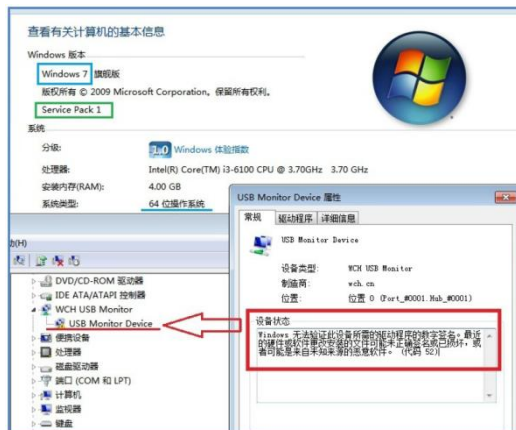 查看有关计算机的基本信息
Windows 版本
Windows 7 旗舰版
版权所有 © 2009 Microsoft Corporation。保留所有权利。
Service Pack 1
系统
分级:
1.0 Windows 体验指数
处理器:
Intel(R) Core(TM) i3-6100 CPU @ 3.70GHz 3.70 GHz
安装内存(RAM):
4.00 GB
系统类型:
64 位操作系统
(H)
DVD/CD-ROM 驱动器
IDE ATA/ATAPI 控制器
WCH USB Monitor
USB Monitor Device
便携设备
处理器
磁盘驱动器
端口 (COM 和 LPT)
计算机
监视器
键盘
USB Monitor Device 属性
常规 驱动程序 详细信息
USB Monitor Device
设备类型: WCH USB Monitor
制造商: wch.cn
位置: 位置 0 (Port_#0001.Hub_#0001)
设备状态
Windows 无法验证此设备所需的驱动程序的数字签名。最近
的硬件或软件更改安装的文件可能未正确签名或已损坏，或
者可能是来自未知来源的恶意软件。 (代码 52)